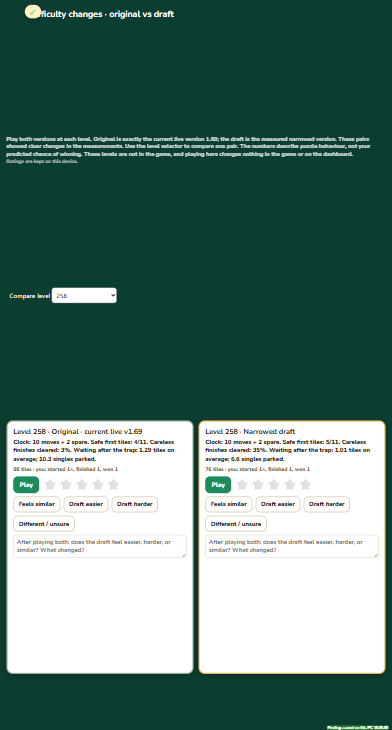 fficulty changes · original vs draft
Play both versions at each level. Original is exactly the current live version 1.69; the draft is the measured narrowed version. These pairs
showed clear changes in the measurements. Use the level selector to compare one pair. The numbers describe puzzle behaviour, not your
predicted chance of winning. These levels are not in the game, and playing here changes nothing in the game or on the dashboard.
Ratings are kept on this device.
Compare level 258
Level 258 · Original · current live v1.69
Clock: 10 moves + 2 spare. Safe first tiles: 4/11. Careless
finishes cleared: 3%. Waiting after the trap: 1.29 tiles on
average; 10.3 singles parked.
88 tiles · you: started 1×, finished 1, won 1
Play
Feels similar Draft easier Draft harder
Different / unsure
After playing both: does the draft feel easier, harder, or
similar? What changed?
Level 258 · Narrowed draft
Clock: 10 moves + 2 spare. Safe first tiles: 5/11. Careless
finishes cleared: 35%. Waiting after the trap: 1.01 tiles on
average; 6.6 singles parked.
76 tiles · you: started 1×, finished 1, won 1
Play
Feels similar Draft easier Draft harder
Different / unsure
After playing both: does the draft feel easier, harder, or
similar? What changed?